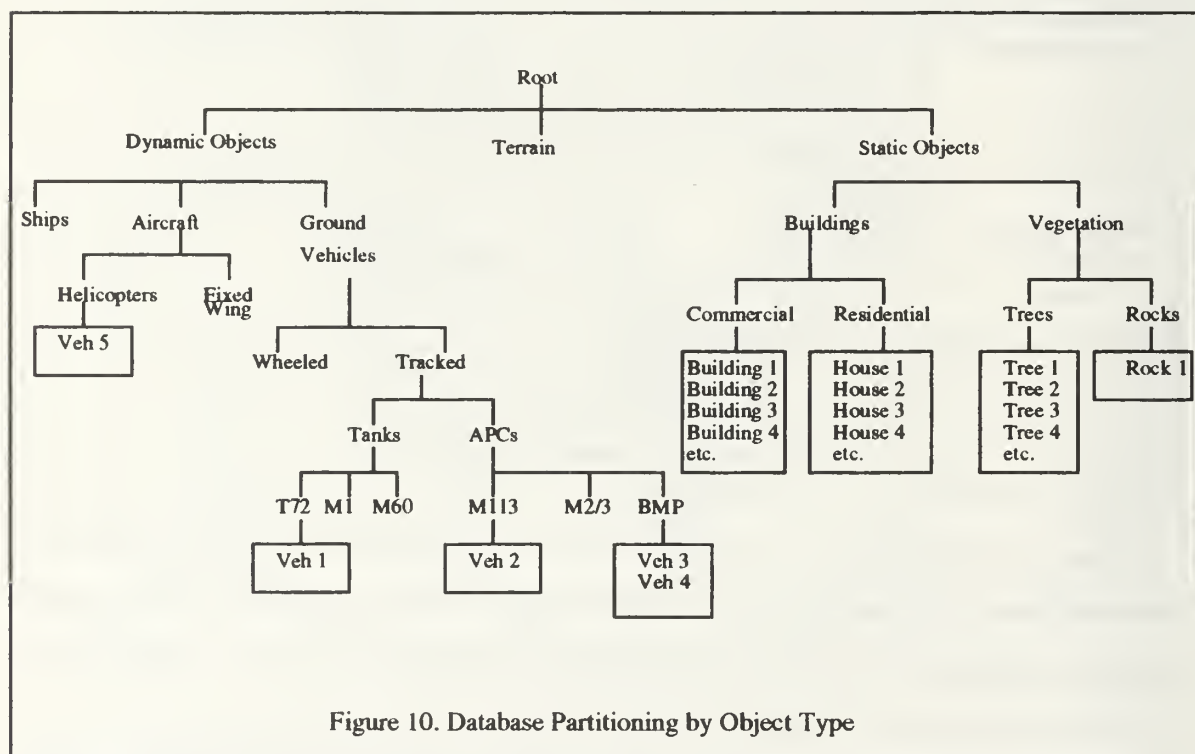 Root
Dynamic Objects Terrain Static Objects
Ships Aircraft Ground Vehicles Buildings Vegetation
Helicopters Fixed Wing Commercial Residential Trees Rocks
Veh 5 Wheeled Tracked
Building 1 House 1 Tree 1 Rock 1
Building 2 House 2 Tree 2
Building 3 House 3 Tree 3
Building 4 House 4 Tree 4
etc. etc. etc.
Tanks APCs
T72 M1 M60 M113 M2/3 BMP
Veh 1 Veh 2 Veh 3
Veh 4
Figure 10. Database Partitioning by Object Type